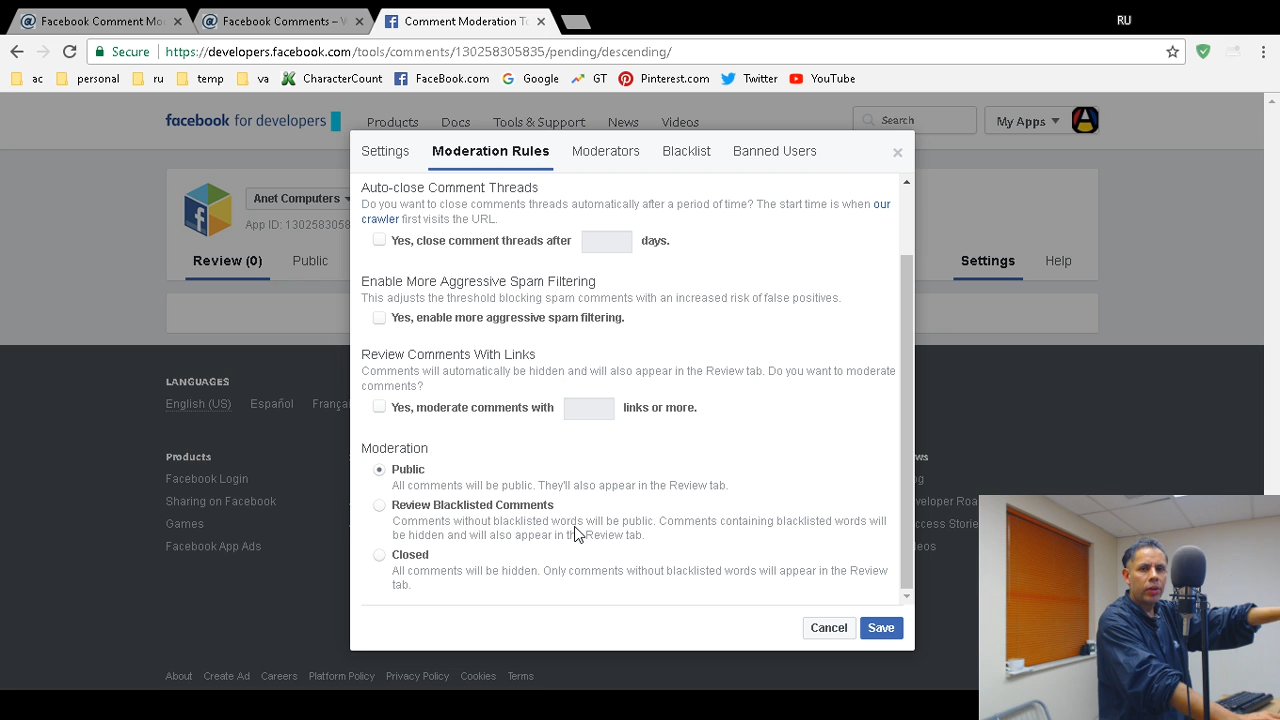 Facebook Comment Mo
Facebook Comments – W
Comment Moderation T
RU
Secure
https://developers.facebook.com/tools/comments/130258305835/pending/descending/
ac
personal
ru
temp
va
CharacterCount
FaceBook.com
Google
GT
Pinterest.com
Twitter
YouTube
facebook for developers
Products
Docs
Tools & Support
News
Videos
Search
My Apps
Settings
Moderation Rules
Moderators
Blacklist
Banned Users
Anet Computers
App ID: 1302583058
Review (0)
Public
Settings
Help
Auto-close Comment Threads
Do you want to close comments threads automatically after a period of time? The start time is when our
crawler first visits the URL.
Yes, close comment threads after
days.
Enable More Aggressive Spam Filtering
This adjusts the threshold blocking spam comments with an increased risk of false positives.
Yes, enable more aggressive spam filtering.
Review Comments With Links
Comments will automatically be hidden and will also appear in the Review tab. Do you want to moderate
comments?
Yes, moderate comments with
links or more.
Moderation
Public
All comments will be public. They'll also appear in the Review tab.
Review Blacklisted Comments
Comments without blacklisted words will be public. Comments containing blacklisted words will
be hidden and will also appear in the Review tab.
Closed
All comments will be hidden. Only comments without blacklisted words will appear in the Review
tab.
Cancel
Save
LANGUAGES
English (US)
Español
França
Products
Facebook Login
Sharing on Facebook
Games
Facebook App Ads
ws
og
eveloper Roa
ccess Storie
eos
About
Create Ad
Careers
Platform Policy
Privacy Policy
Cookies
Terms